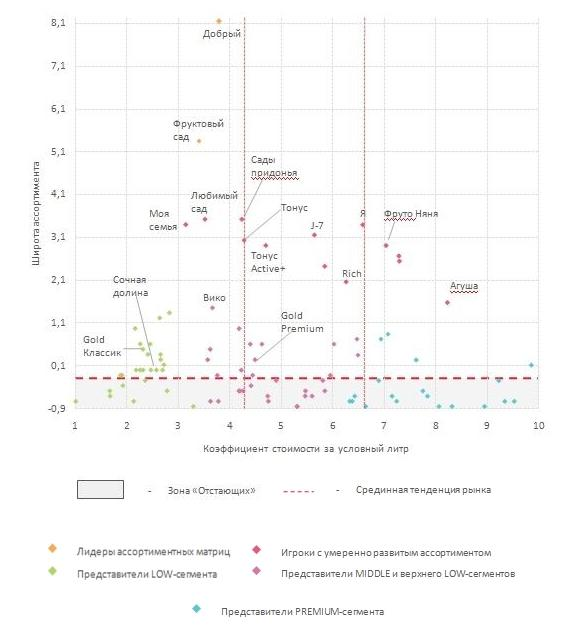 8,1
Добрый
7,1
6,1
Фруктовый
сад
5,1
Сады
придонья
4,1
Любимый
сад
Тонус
Моя
семья
J-7
Я
ФрутоНяня
Широта ассортимента
3,1
Тонус
Active+
Rich
Сочная
долина
2,1
Агуша
Вико
Gold
Premium
1,1
Gold
Классик
0,1
-0,9
1 2 3 4 5 6 7 8 9 10
Коэффициент стоимости за условный литр
- Зона «Отстающих» - Срединная тенденция рынка
Лидеры ассортиментных матриц Игроки с умеренно развитым ассортиментом
Представители LOW-сегмента Представители MIDDLE и верхнего LOW-сегментов
Представители PREMIUM-сегмента